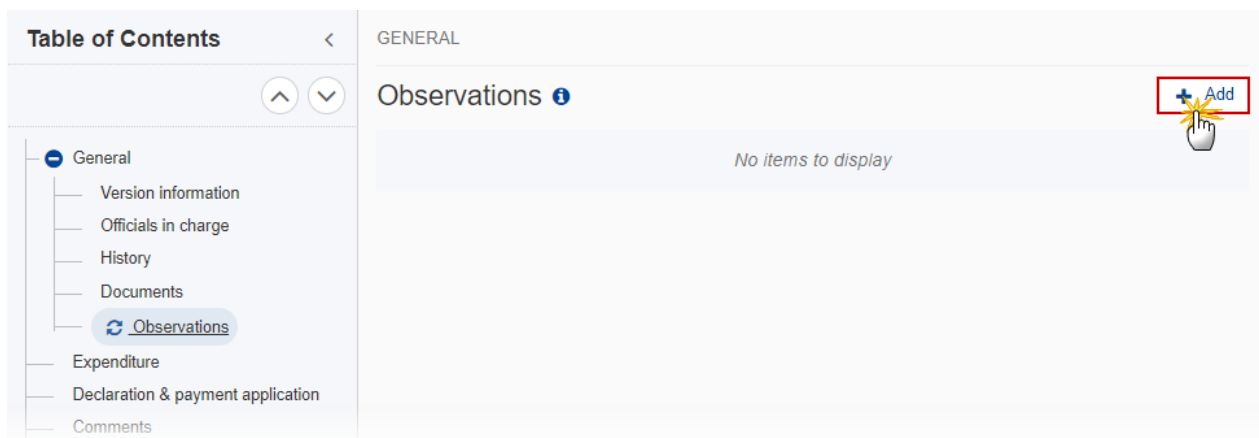 Table of Contents
General
Version information
Officials in charge
History
Documents
Observations
Expenditure
Declaration & payment application
Comments
GENERAL
Observations
Add
No items to display